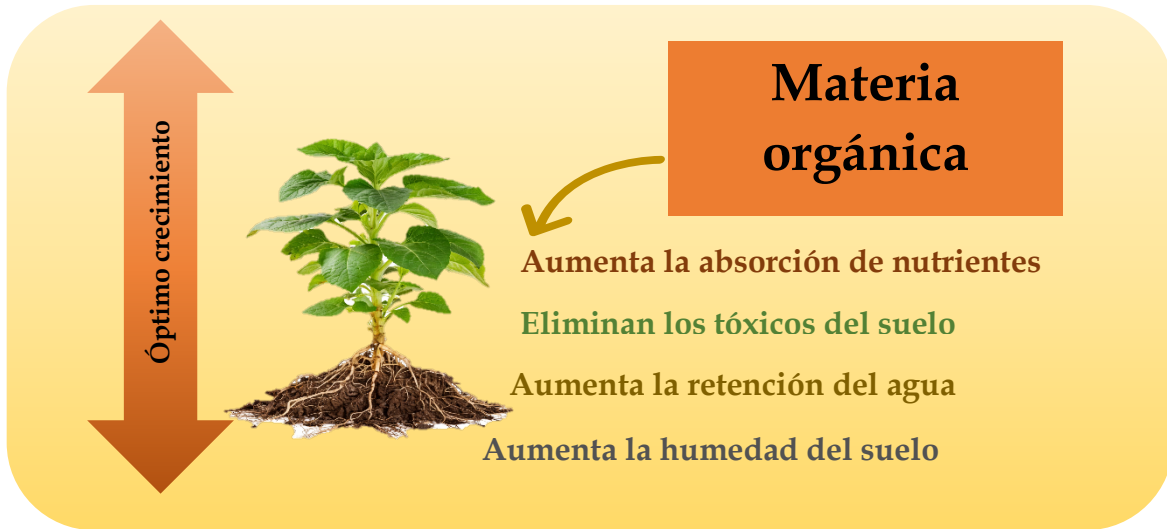 Materia
orgánica
Óptimo crecimiento
Aumenta la absorción de nutrientes
Eliminan los tóxicos del suelo
Aumenta la retención del agua
Aumenta la humedad del suelo